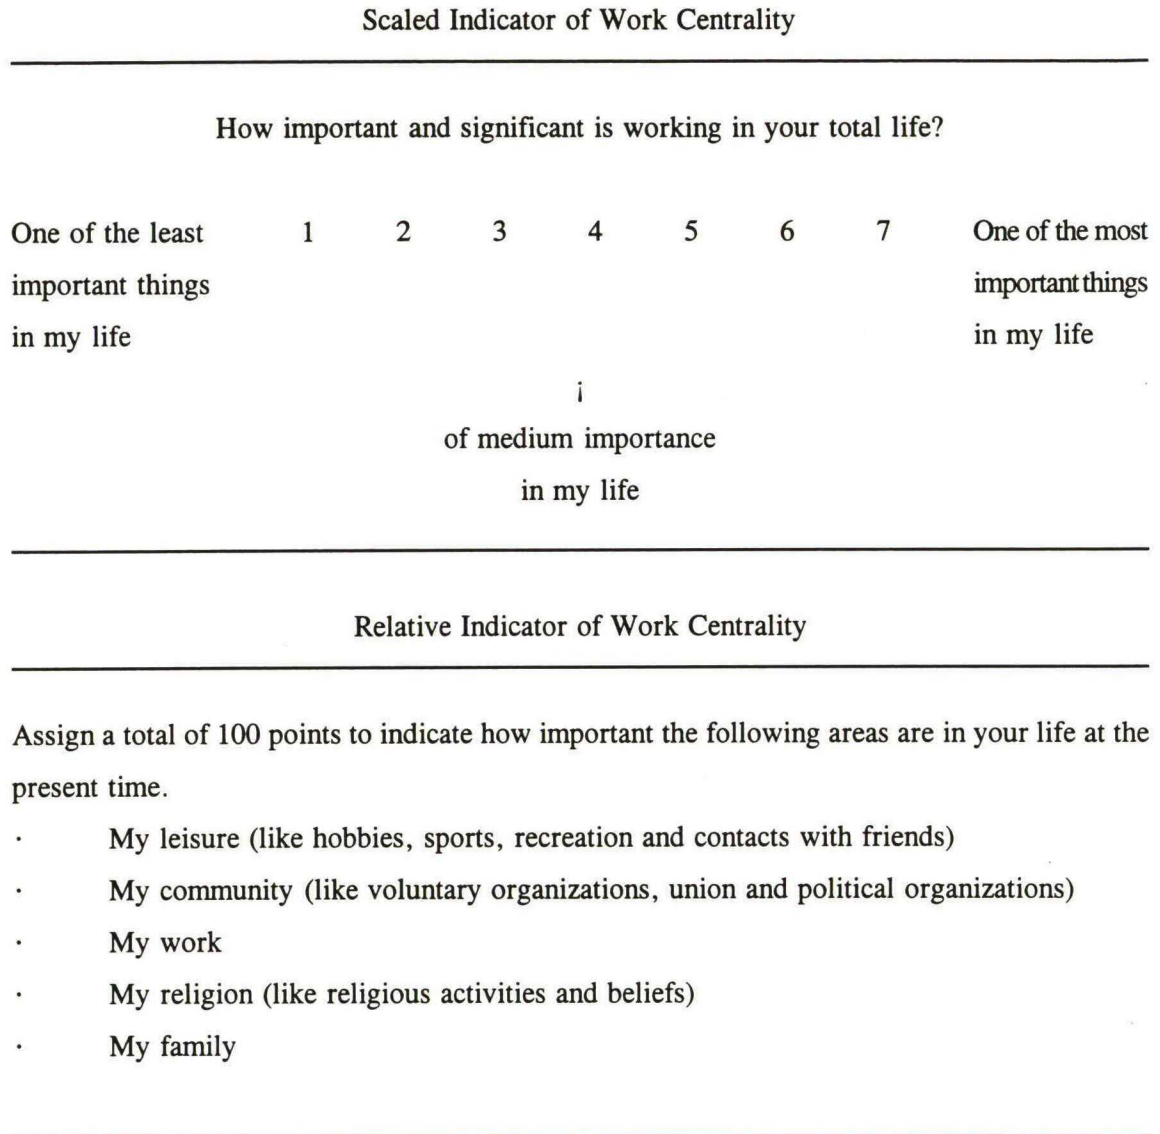 Scaled Indicator of Work Centrality
How important and significant is working in your total life?
One of the least 1 2 3 4 5 6 7 One of the most
important things important things
in my life in my life
¡
of medium importance
in my life
Relative Indicator of Work Centrality
Assign a total of 100 points to indicate how important the following areas are in your life at the
present time.
· My leisure (like hobbies, sports, recreation and contacts with friends)
· My community (like voluntary organizations, union and political organizations)
· My work
· My religion (like religious activities and beliefs)
· My family